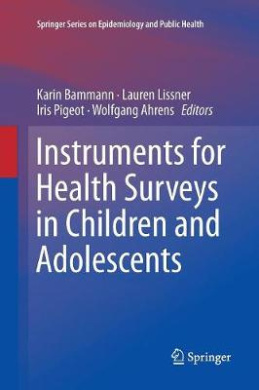 Springer Series on Epidemiology and Public Health
Karin Bammann · Lauren Lissner
Iris Pigeot · Wolfgang Ahrens Editors
Instruments for
Health Surveys
in Children and
Adolescents
Springer